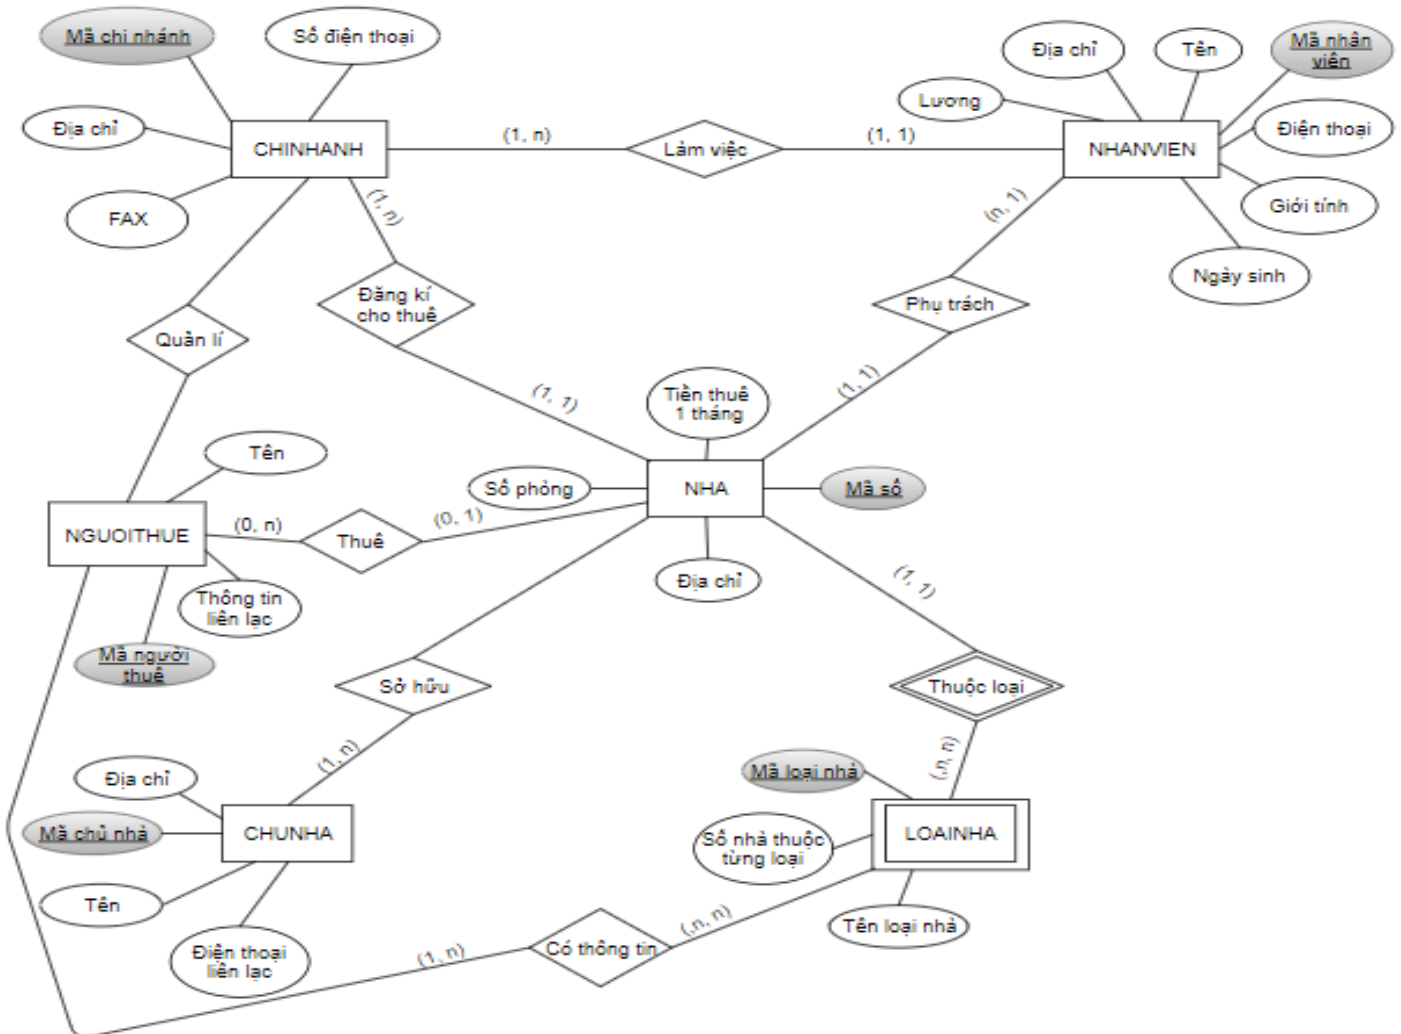 Mã chi nhánh
Số điện thoại
Địa chỉ
Tên
Mã nhân
viên
Lương
Địa chỉ
CHINHANH
(1, n)
Làm việc
(1, 1)
NHANVIEN
Điện thoại
FAX
(1, n)
(n, 1)
Giới tính
Ngày sinh
Đăng kí
cho thuê
Phụ trách
Quản lí
(1, 1)
(1, 1)
Tiền thuê
1 tháng
Tên
Số phòng
NHA
Mã số
NGUOITHUE
(0, n)
Thuê
(0, 1)
Địa chỉ
(1, 1)
Thông tin
liên lạc
Mã người
thuê
Sở hữu
Thuộc loại
(1, n)
(,n, n)
Địa chỉ
Mã loại nhà
Mã chủ nhà
CHUNHA
Số nhà thuộc
từng loại
LOAINHA
Tên
(,n, n)
Tên loại nhà
Điện thoại
liên lạc
(1, n)
Có thông tin